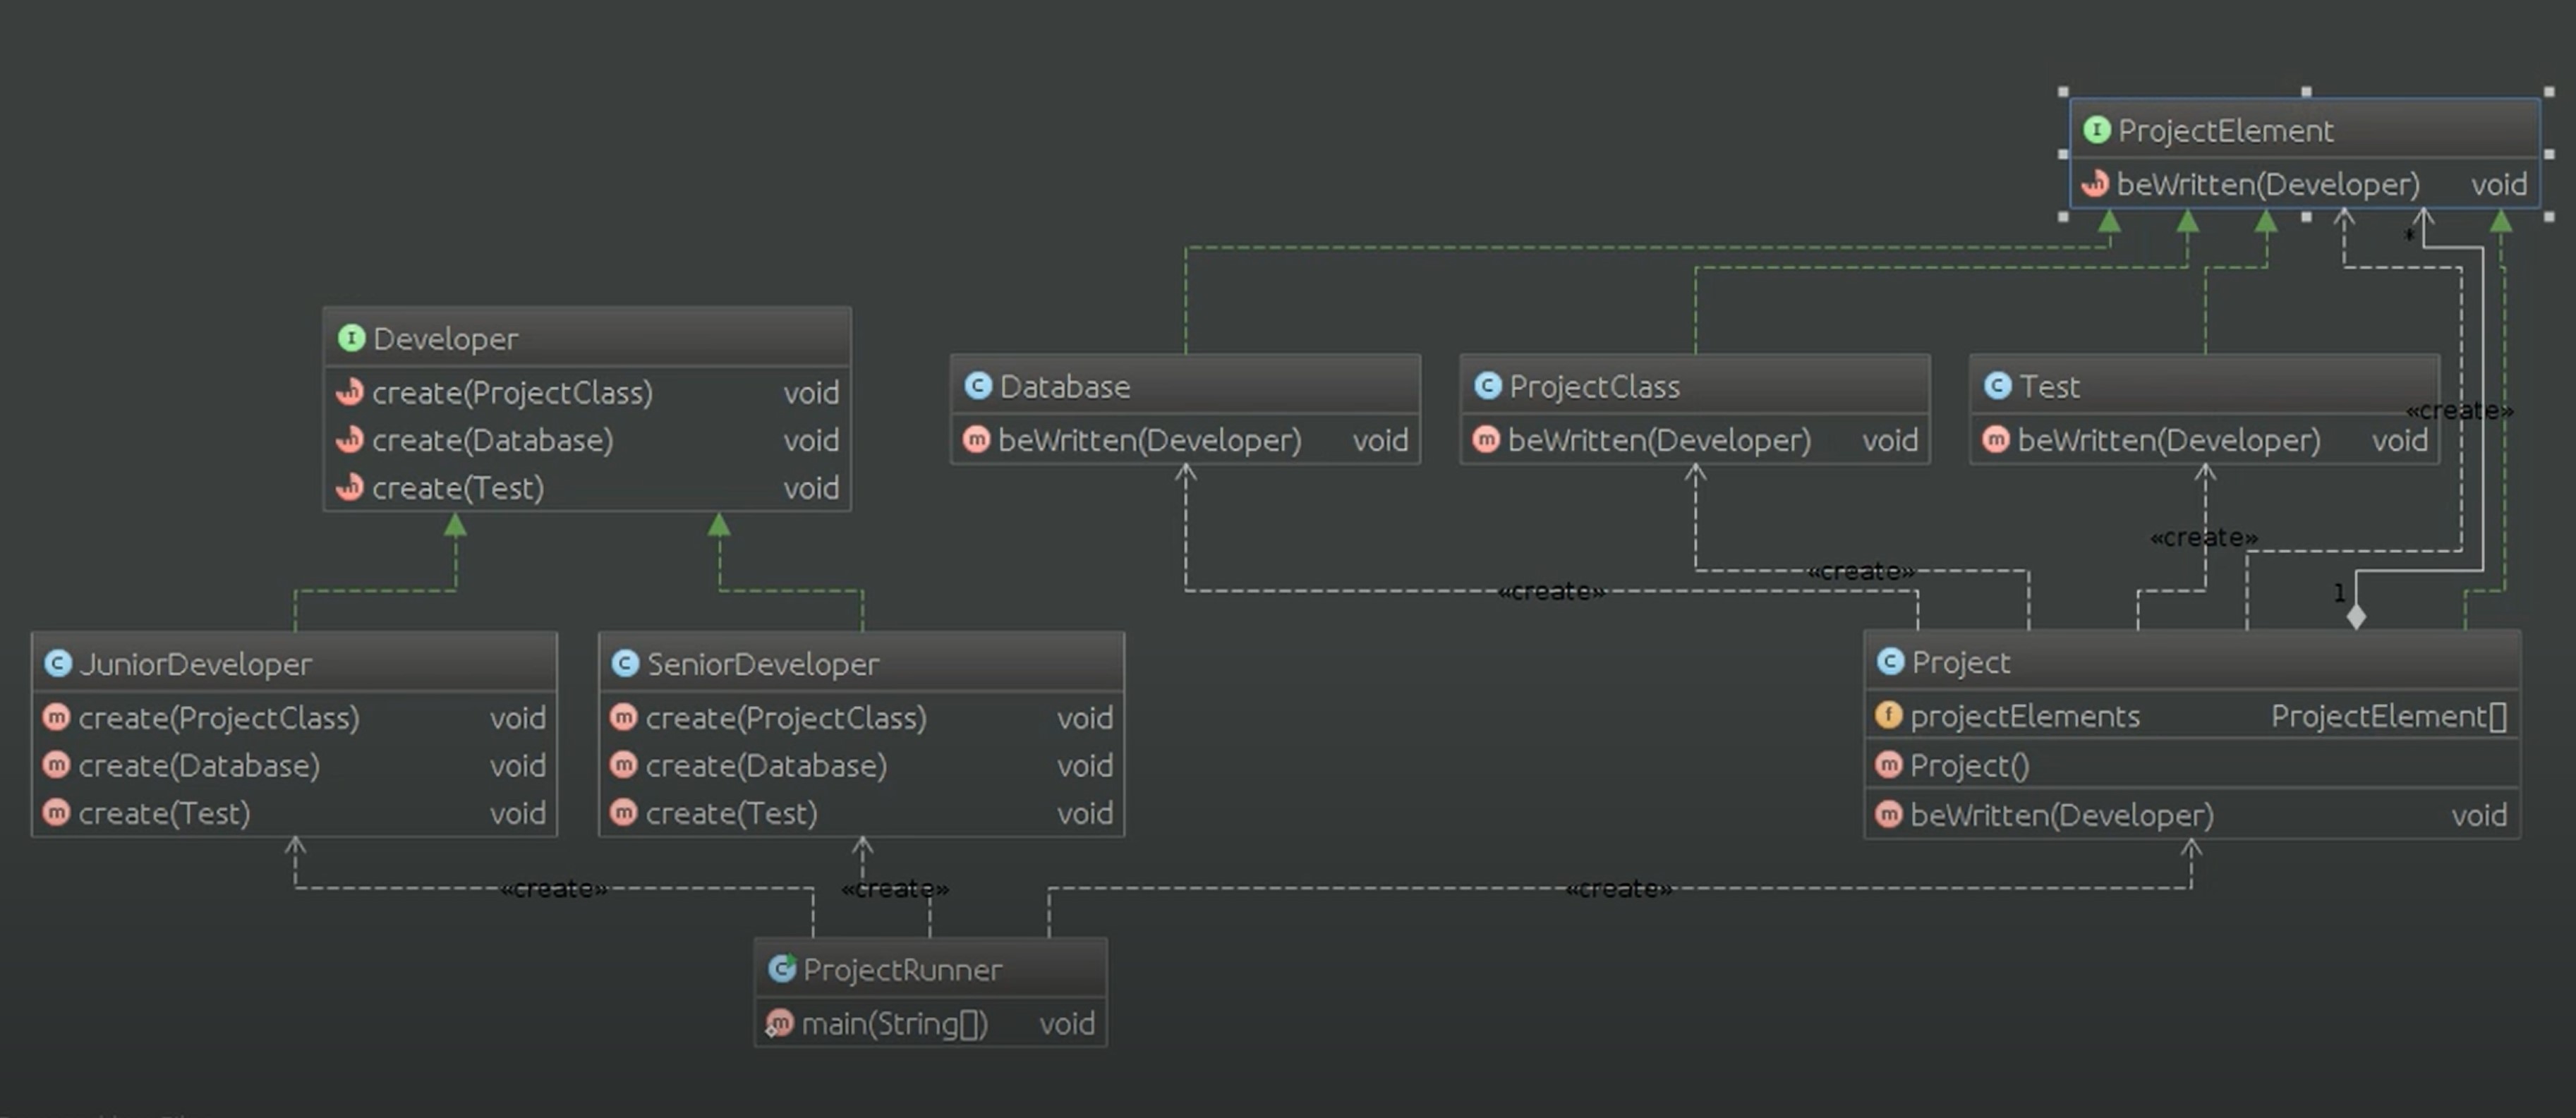 ProjectElement
beWritten(Developer) void
*
Developer
create(ProjectClass) void
create(Database) void
create(Test) void
Database
beWritten(Developer) void
ProjectClass
beWritten(Developer) void
Test
beWritten(Developer) void
«create»
«create»
«create»
«create»
1
JuniorDeveloper
create(ProjectClass) void
create(Database) void
create(Test) void
SeniorDeveloper
create(ProjectClass) void
create(Database) void
create(Test) void
Project
projectElements ProjectElement[]
Project()
beWritten(Developer) void
«create»
«create»
«create»
ProjectRunner
main(String[]) void